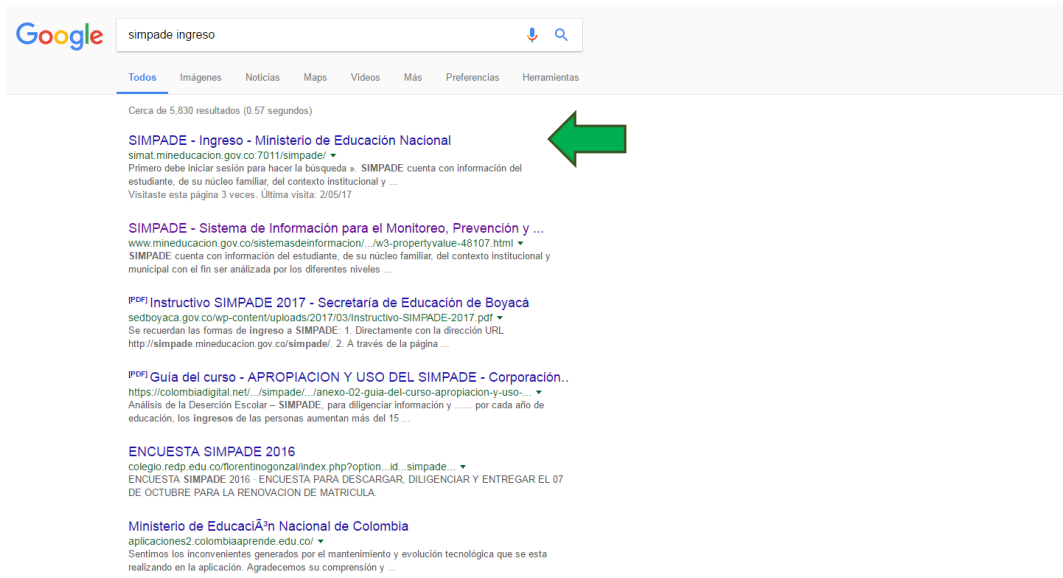 Google
simpade ingreso
Todos Imágenes Noticias Maps Videos Más Preferencias Herramientas
Cerca de 5,830 resultados (0.57 segundos)
SIMPADE - Ingreso - Ministerio de Educación Nacional
simat.mineducacion.gov.co:7011/simpade/
Primero debe iniciar sesión para hacer la búsqueda ». SIMPADE cuenta con información del
estudiante, de su núcleo familiar, del contexto institucional y ...
Visitaste esta página 3 veces. Última visita: 2/05/17
SIMPADE - Sistema de Información para el Monitoreo, Prevención y ...
www.mineducacion.gov.co/sistemasdeinformacion/.../w3-propertyvalue-48107.html
SIMPADE cuenta con información del estudiante, de su núcleo familiar, del contexto institucional y
municipal con el fin ser análizada por los diferentes niveles ...
[PDF] Instructivo SIMPADE 2017 - Secretaría de Educación de Boyacá
sedboyaca.gov.co/wp-content/uploads/2017/03/Instructivo-SIMPADE-2017.pdf
Se recuerdan las formas de ingreso a SIMPADE: 1. Directamente con la dirección URL
http://simpade.mineducacion.gov.co/simpade/. 2. A través de la página ...
[PDF] Guía del curso - APROPIACION Y USO DEL SIMPADE - Corporación..
https://colombiadigital.net/.../simpade/.../anexo-02-guia-del-curso-apropiacion-y-uso-...
Análisis de la Deserción Escolar – SIMPADE, para diligenciar información y ...... por cada año de
educación, los ingresos de las personas aumentan más del 15 ...
ENCUESTA SIMPADE 2016
colegio.redp.edu.co/florentinogonzal/index.php?option...id...simpade...
ENCUESTA SIMPADE 2016 · ENCUESTA PARA DESCARGAR, DILIGENCIAR Y ENTREGAR EL 07
DE OCTUBRE PARA LA RENOVACION DE MATRICULA.
Ministerio de EducaciÃ³n Nacional de Colombia
aplicaciones2.colombiaaprende.edu.co/
Sentimos los inconvenientes generados por el mantenimiento y evolución tecnológica que se esta
realizando en la aplicación. Agradecemos su comprensión y ...